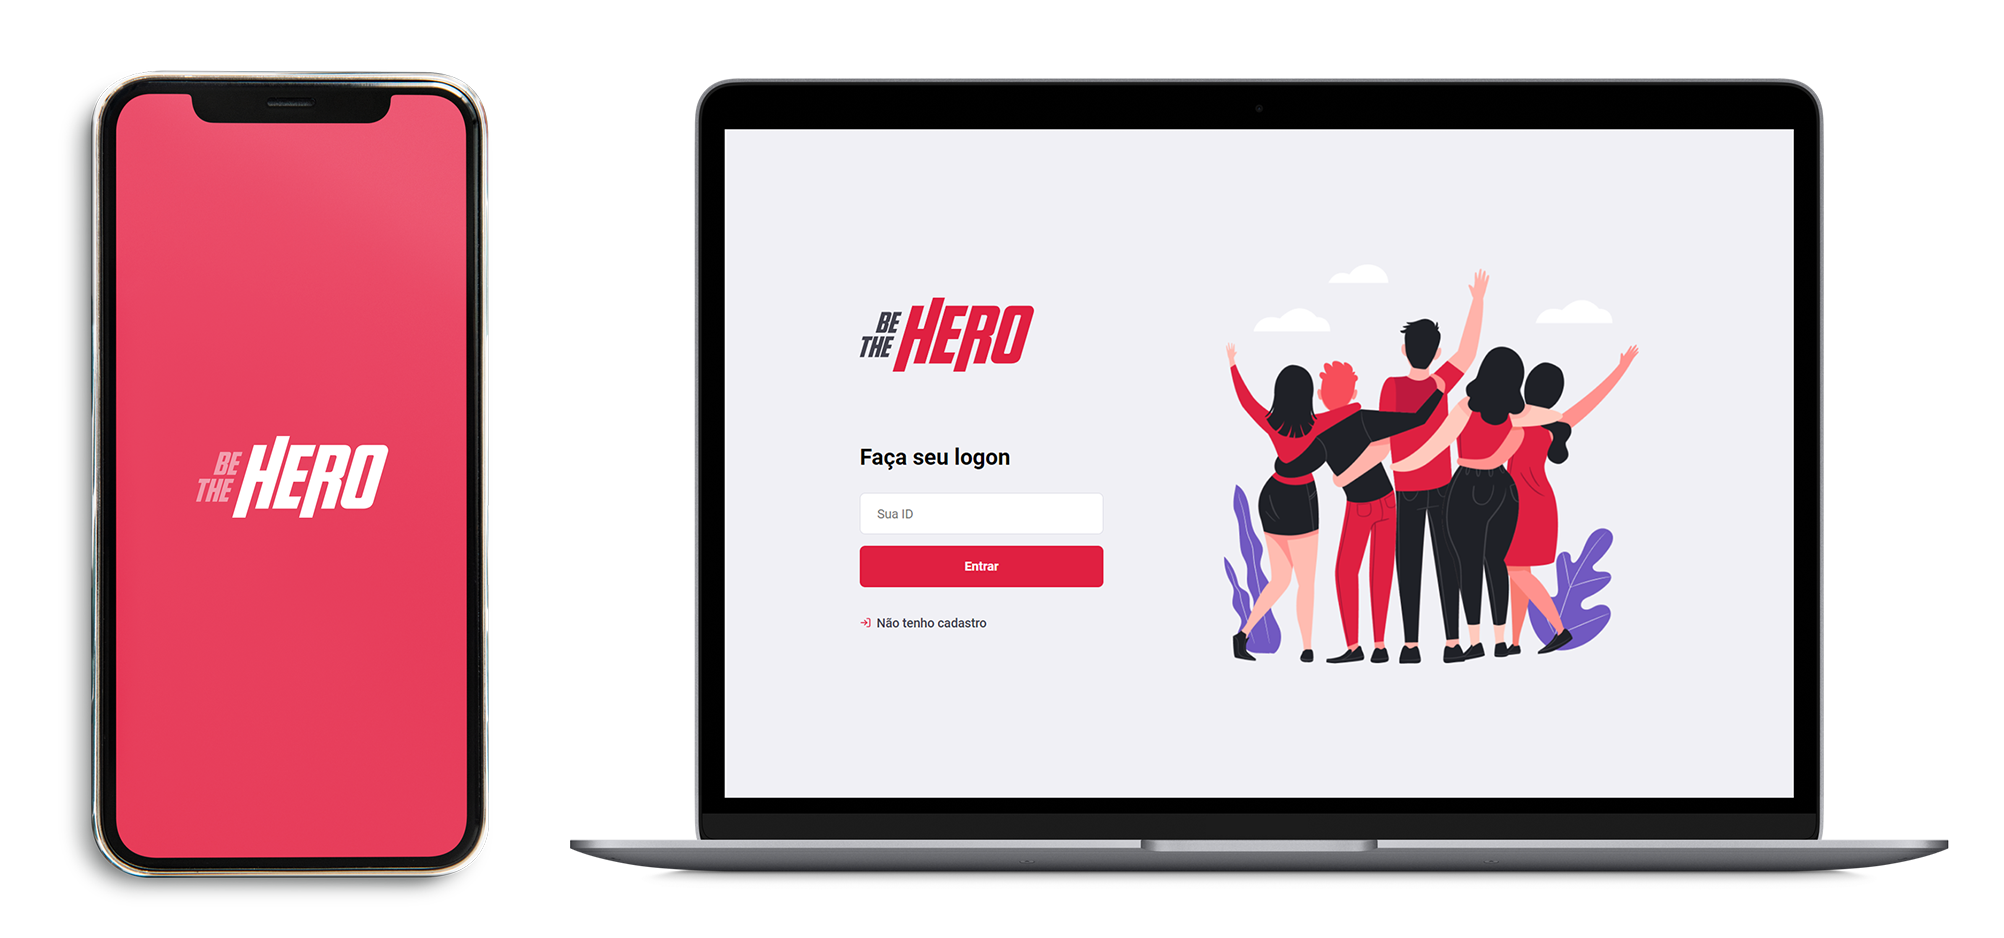 BE
THE HERO
BE
THE HERO
Faça seu logon
Sua ID
Entrar
Não tenho cadastro